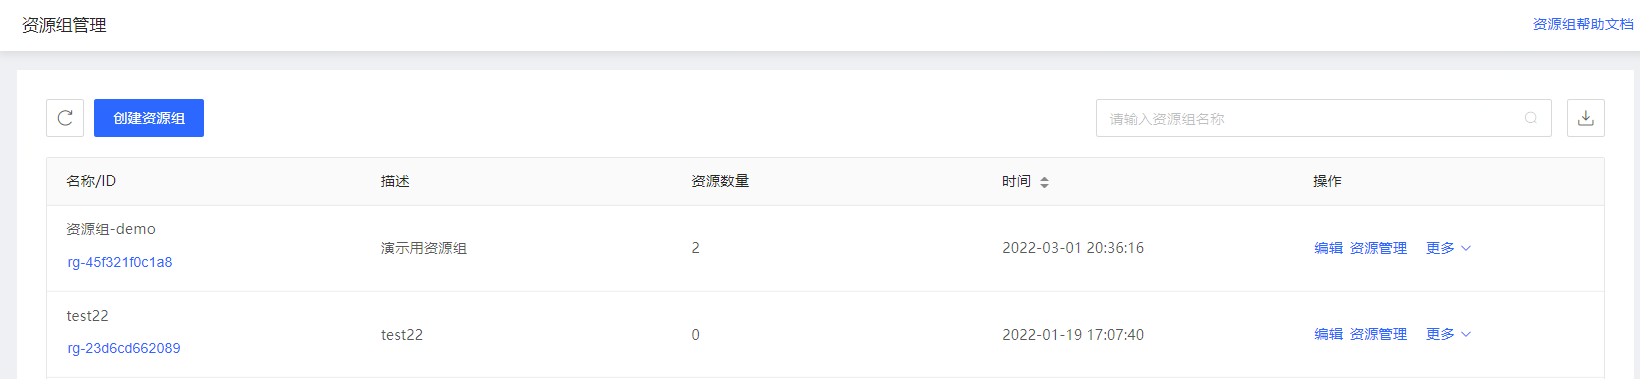 资源组管理 资源组帮助文档
创建资源组 请输入资源组名称
名称/ID 描述 资源数量 时间 操作
资源组-demo
rg-45f321f0c1a8 演示用资源组 2 2022-03-01 20:36:16 编辑 资源管理 更多
test22
rg-23d6cd662089 test22 0 2022-01-19 17:07:40 编辑 资源管理 更多